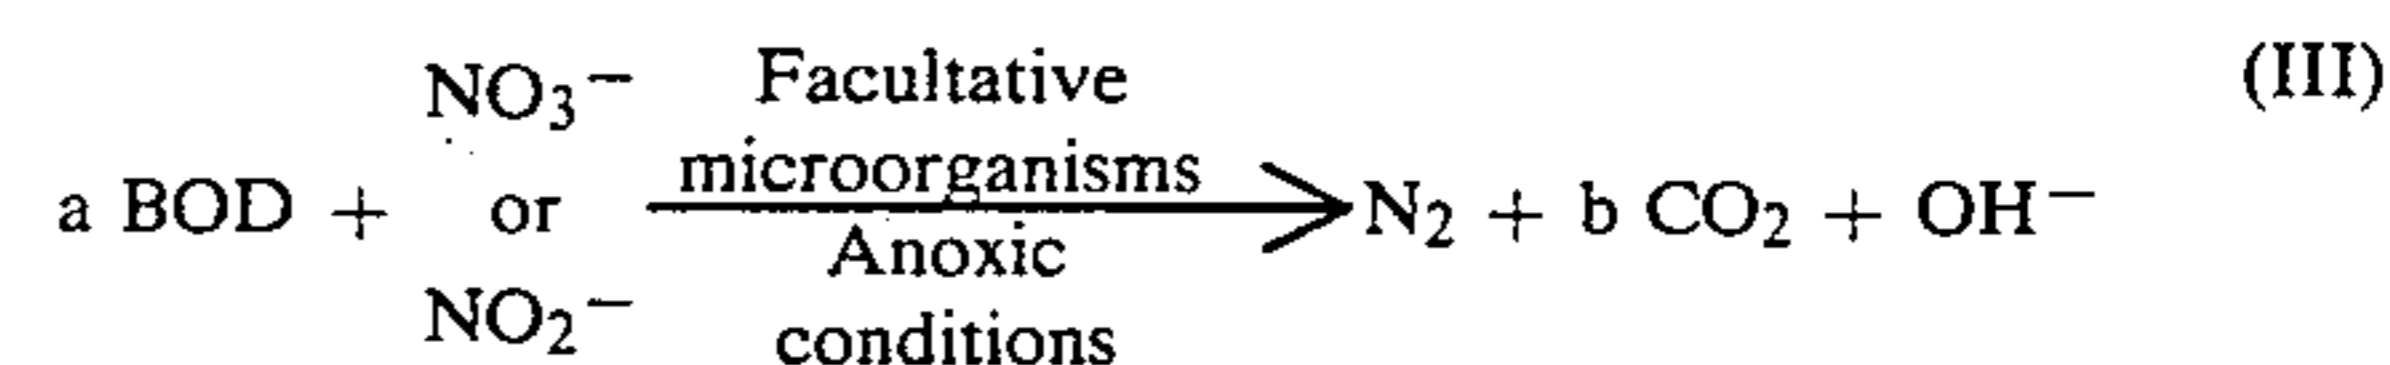 (III)
NO₃⁻ Facultative
microorganisms
a BOD + or N₂ + b CO₂ + OH⁻
Anoxic
NO₂⁻ conditions